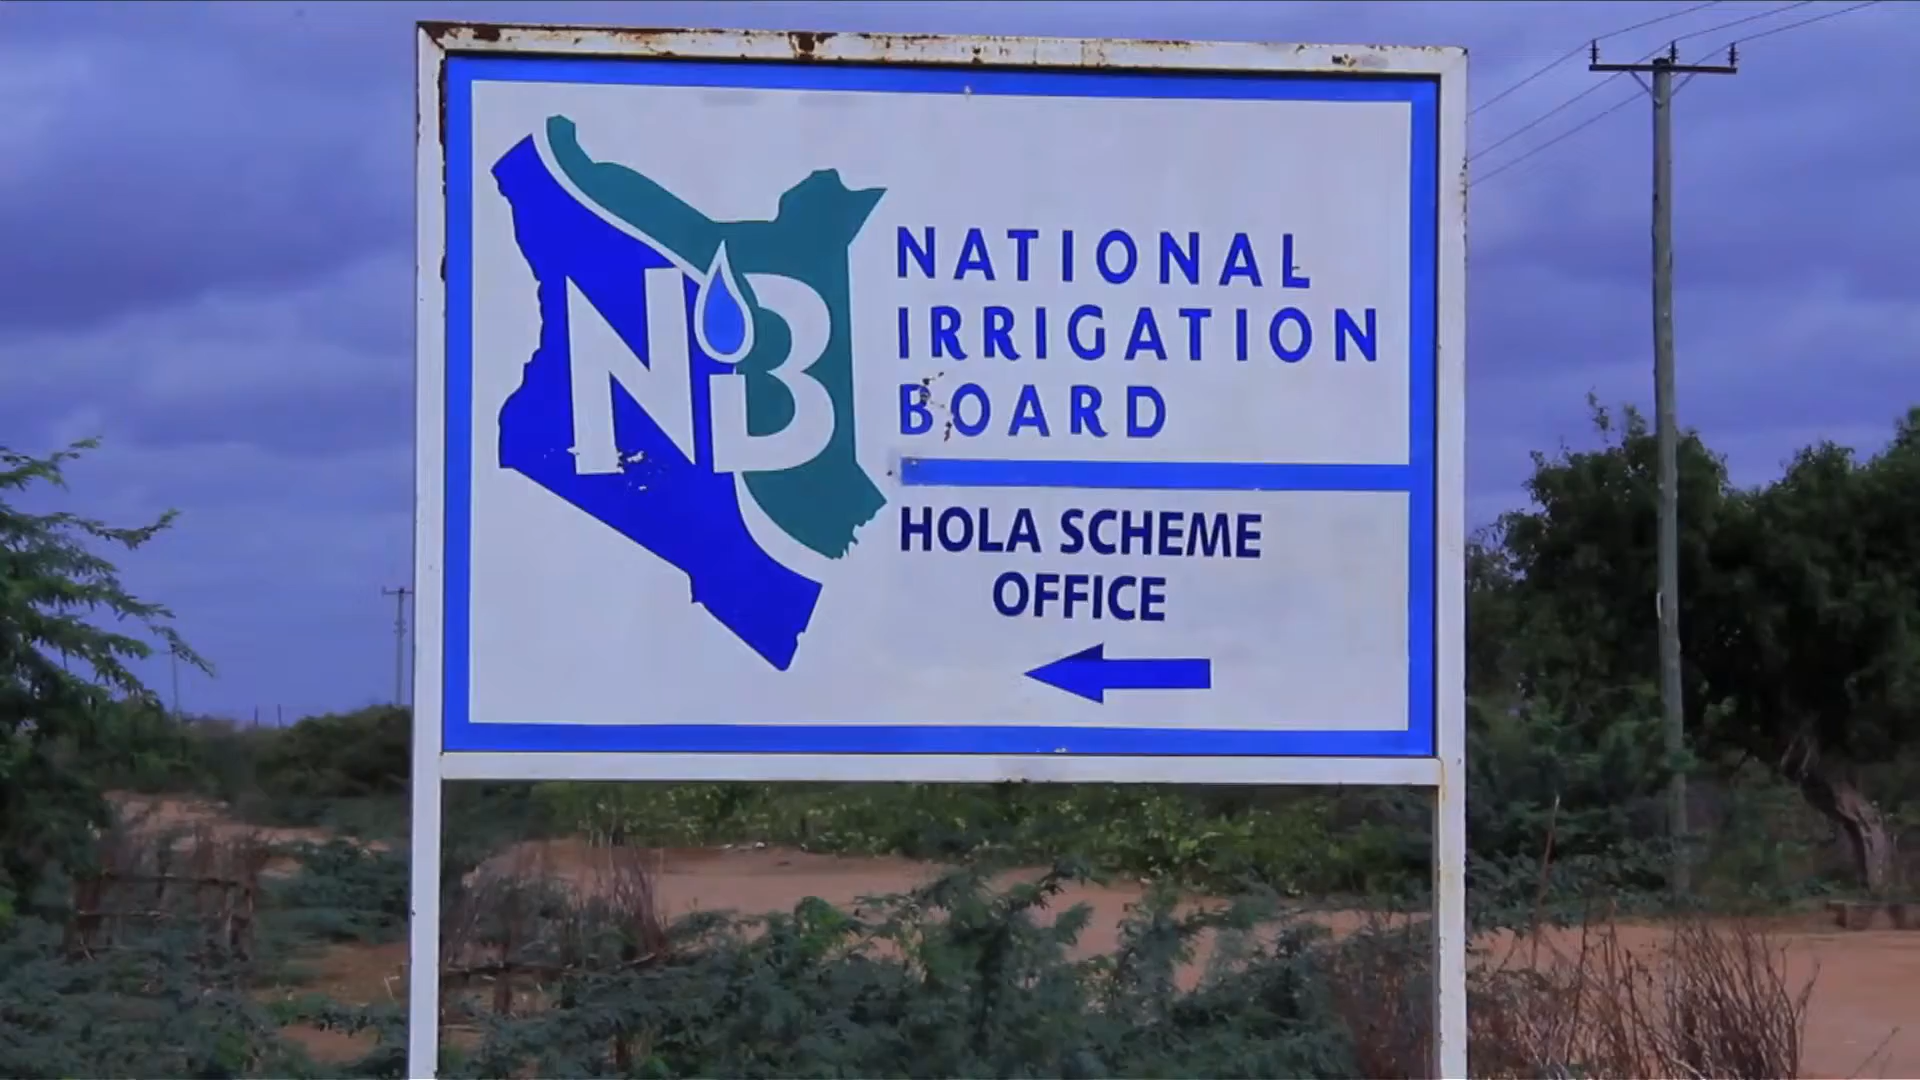 NIB
NATIONAL
IRRIGATION
BOARD
HOLA SCHEME
OFFICE